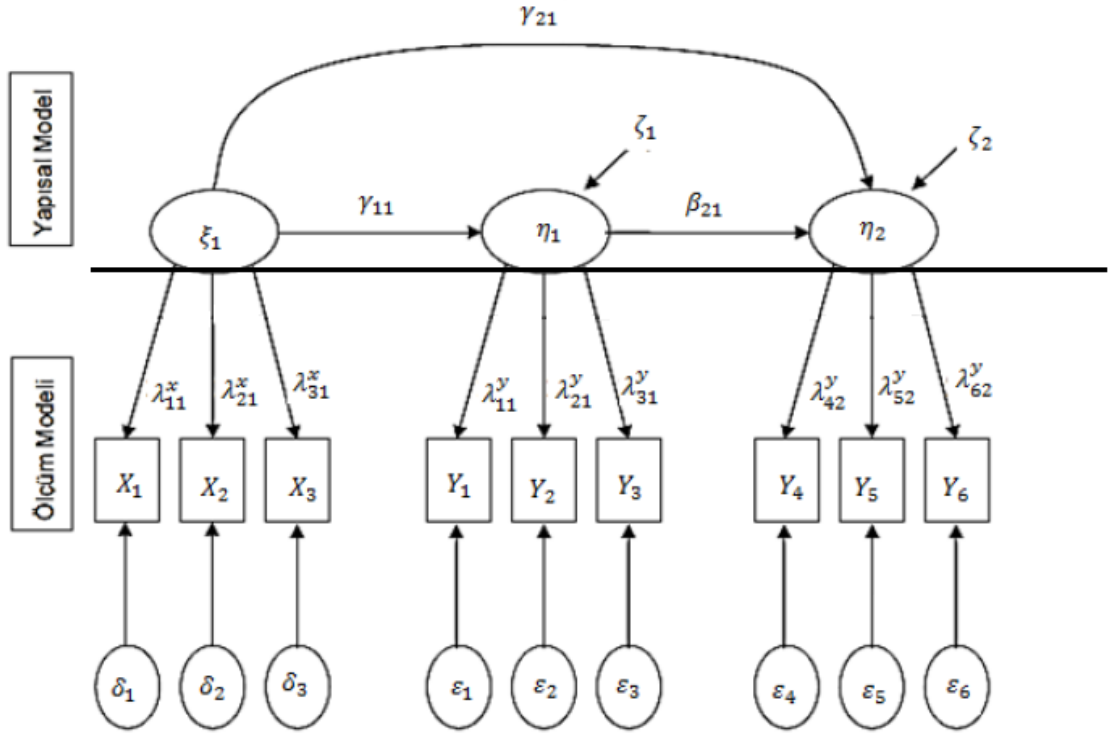 γ₂₁
Yapısal Model
ζ₁
ζ₂
γ₁₁
β₂₁
ξ₁
η₁
η₂
Ölcüm Modeli
λ₁₁ˣ λ₂₁ˣ λ₃₁ˣ λ₁₁ʸ λ₂₁ʸ λ₃₁ʸ λ₄₂ʸ λ₅₂ʸ λ₆₂ʸ
X₁ X₂ X₃ Y₁ Y₂ Y₃ Y₄ Y₅ Y₆
δ₁ δ₂ δ₃ ε₁ ε₂ ε₃ ε₄ ε₅ ε₆